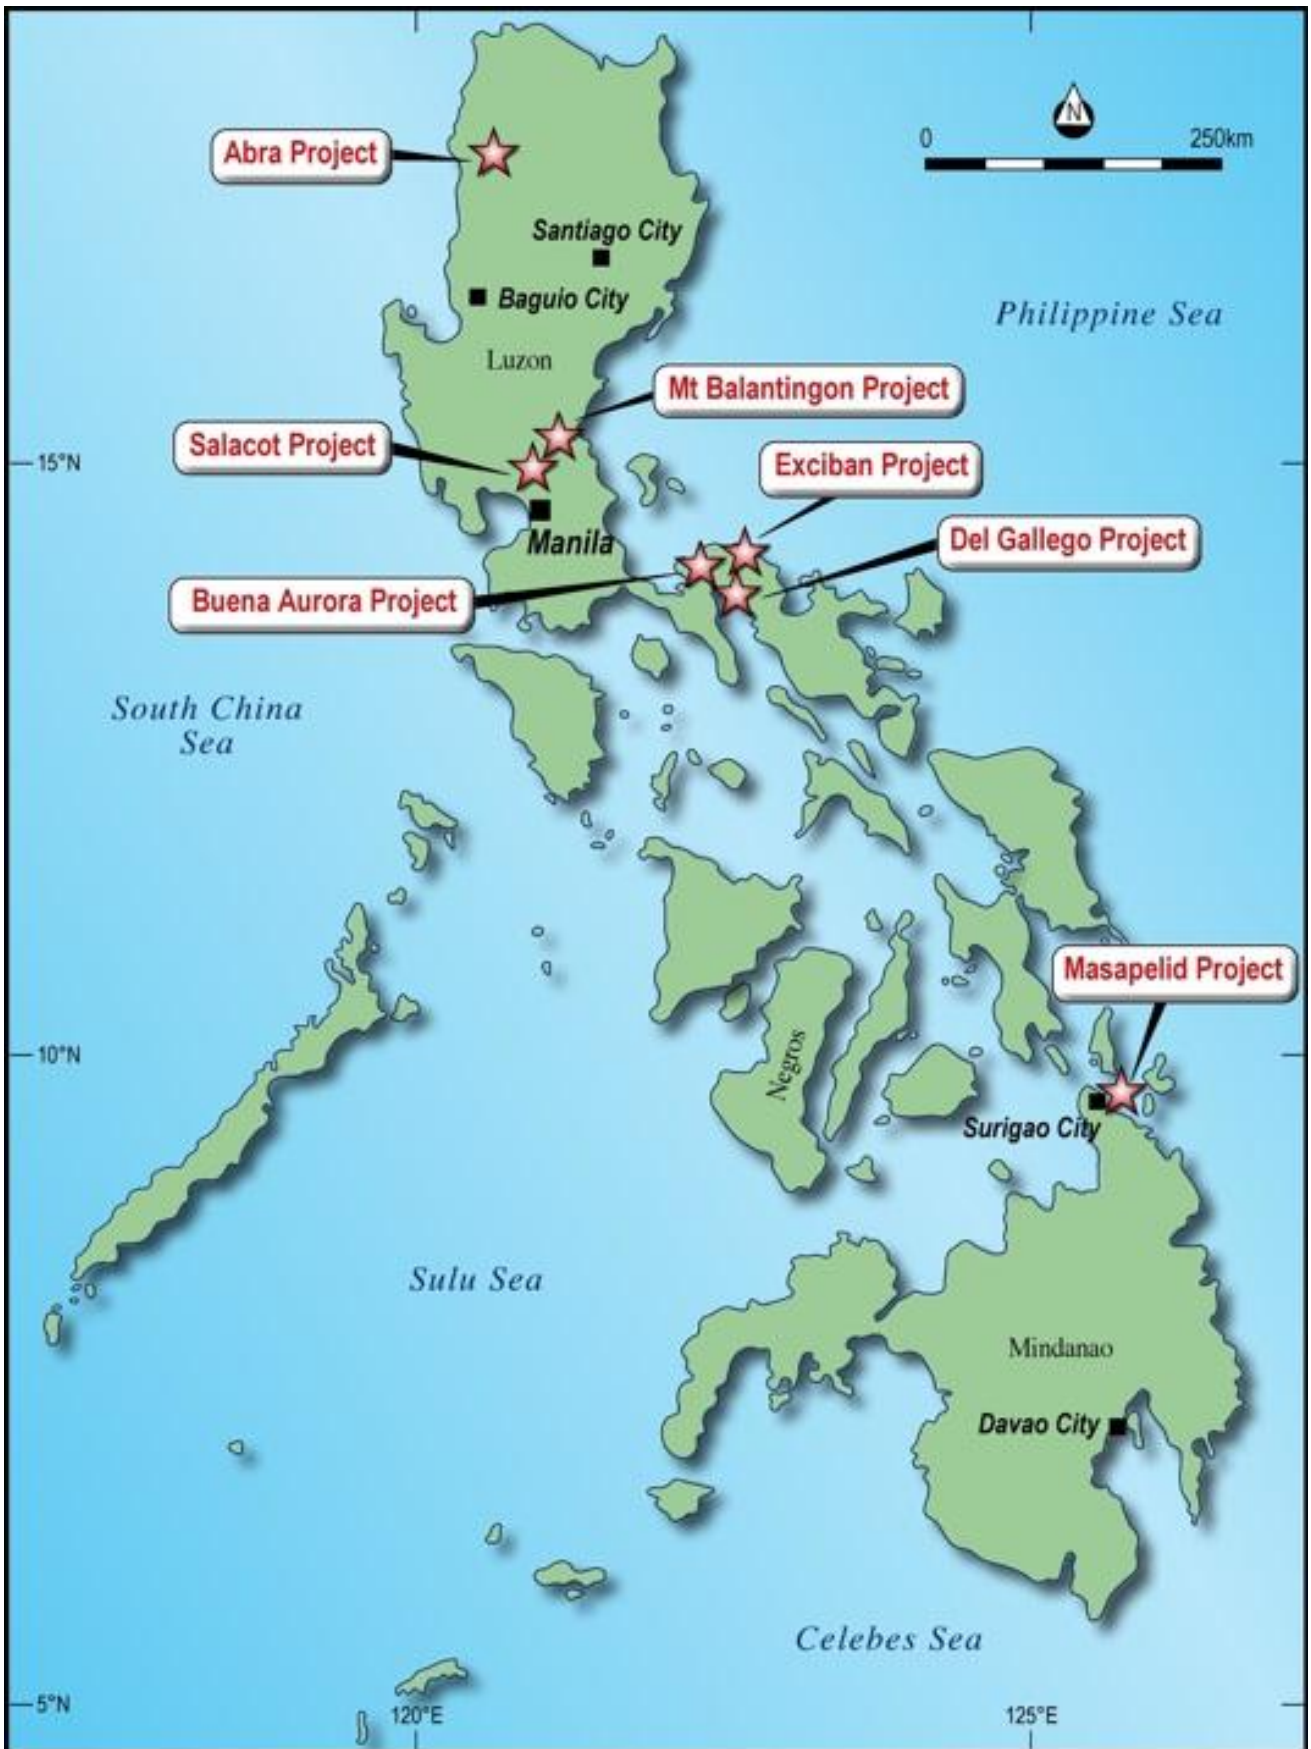 N
0
250km
Abra Project
Santiago City
Baguio City
Philippine Sea
Luzon
Mt Balantingon Project
Salacot Project
15°N
Exciban Project
Manila
Del Gallego Project
Buena Aurora Project
South China
Sea
Masapelid Project
10°N
Negros
Surigao City
Sulu Sea
Mindanao
Davao City
Celebes Sea
5°N
120°E
125°E